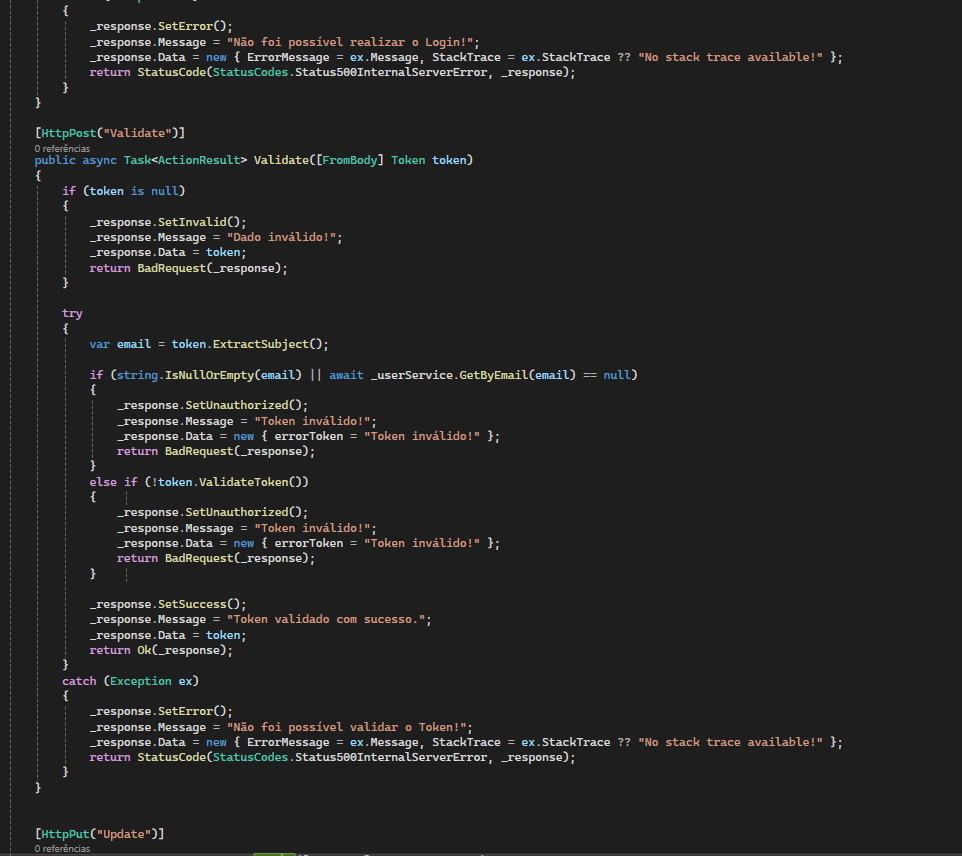 {
_response.SetError();
_response.Message = "Não foi possível realizar o Login!";
_response.Data = new { ErrorMessage = ex.Message, StackTrace = ex.StackTrace ?? "No stack trace available!" };
return StatusCode(StatusCodes.Status500InternalServerError, _response);
}
}
[HttpPost("Validate")]
0 referências
public async Task<ActionResult> Validate([FromBody] Token token)
{
if (token is null)
{
_response.SetInvalid();
_response.Message = "Dado inválido!";
_response.Data = token;
return BadRequest(_response);
}
try
{
var email = token.ExtractSubject();
if (string.IsNullOrEmpty(email) || await _userService.GetByEmail(email) == null)
{
_response.SetUnauthorized();
_response.Message = "Token inválido!";
_response.Data = new { errorToken = "Token inválido!" };
return BadRequest(_response);
}
else if (!token.ValidateToken())
{
_response.SetUnauthorized();
_response.Message = "Token inválido!";
_response.Data = new { errorToken = "Token inválido!" };
return BadRequest(_response);
}
_response.SetSuccess();
_response.Message = "Token validado com sucesso.";
_response.Data = token;
return Ok(_response);
}
catch (Exception ex)
{
_response.SetError();
_response.Message = "Não foi possível validar o Token!";
_response.Data = new { ErrorMessage = ex.Message, StackTrace = ex.StackTrace ?? "No stack trace available!" };
return StatusCode(StatusCodes.Status500InternalServerError, _response);
}
}
[HttpPut("Update")]
0 referências